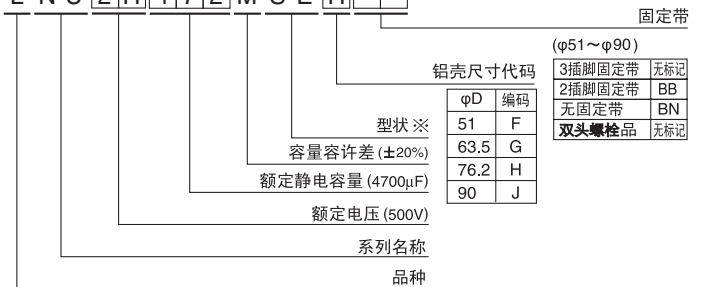 固定带
(φ51～φ90)
3插脚固定带 无标记
2插脚固定带 BB
无固定带 BN
双头螺栓品 无标记
铝壳尺寸代码
φD 编码
51 F
63.5 G
76.2 H
90 J
型状 ※
容量容许差 (±20%)
额定静电容量 (4700μF)
额定电压 (500V)
系列名称
品种